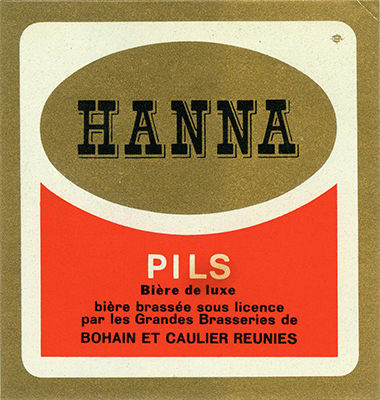 HANNA
PILS
Bière de luxe
bière brassée sous licence
par les Grandes Brasseries de
BOHAIN ET CAULIER REUNIES